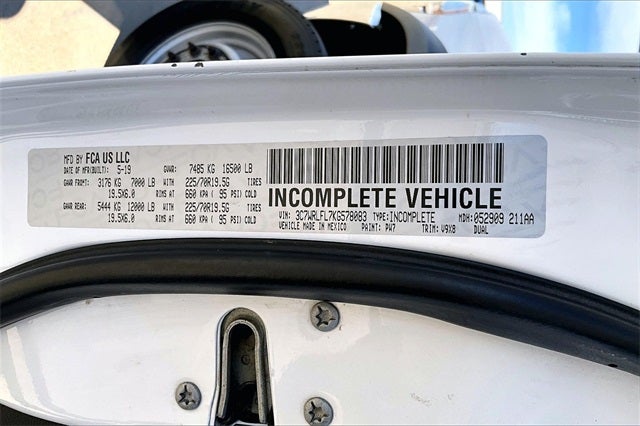 MFD BY FCA US LLC
DATE OF MFR(BUILT): 5-19 GVWR: 7485 KG 16500 LB
GAWR FRONT: 3176 KG 7000 LB WITH 225/70R19.5G TIRES
19.5X6.0 RIMS AT 660 KPA ( 95 PSI) COLD
GAWR REAR: 5444 KG 12000 LB WITH 225/70R19.5G TIRES
19.5X6.0 RIMS AT 660 KPA ( 95 PSI) COLD
INCOMPLETE VEHICLE
VIN: 3C7WRLFL7KG578083 TYPE: INCOMPLETE MDH: 052909 211AA
VEHICLE MADE IN MEXICO PAINT: PW7 TRIM: V9X8 DUAL